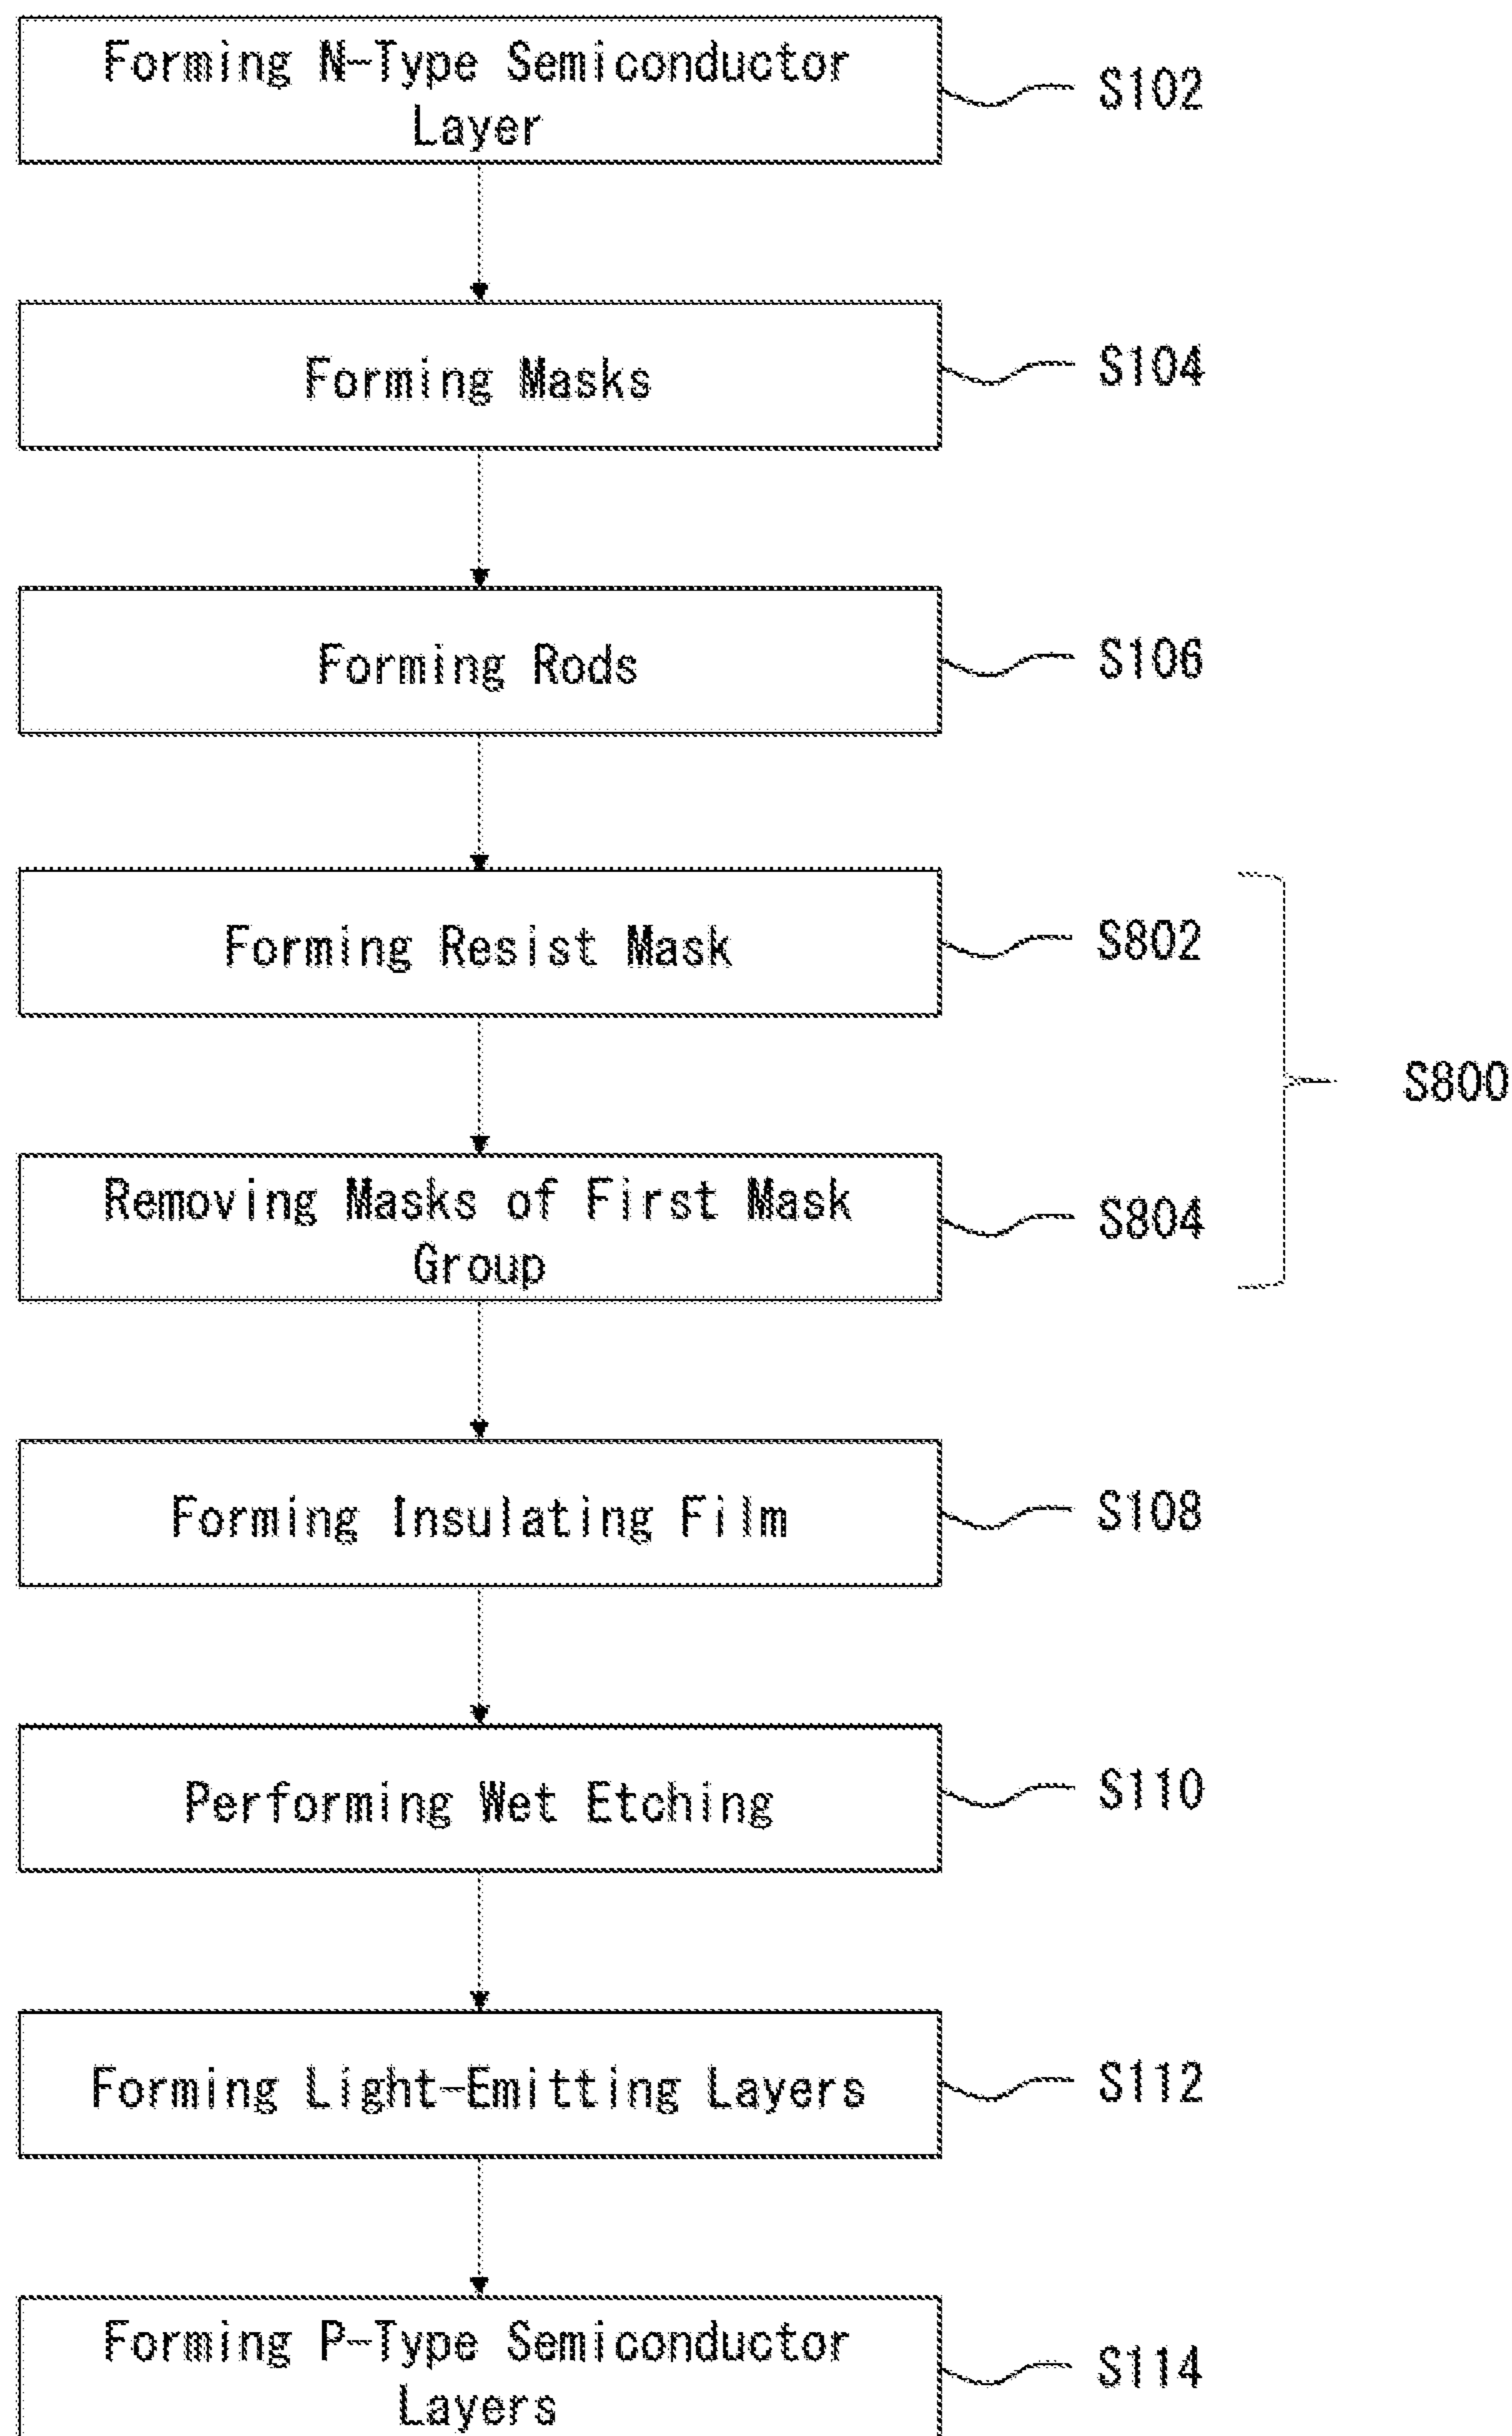 Forming N-Type Semiconductor
Layer
S102
Forming Masks
S104
Forming Rods
S106
Forming Resist Mask
S802
S800
Removing Masks of First Mask
Group
S804
Forming Insulating Film
S108
Performing Wet Etching
S110
Forming Light-Emitting Layers
S112
Forming P-Type Semiconductor
Layers
S114